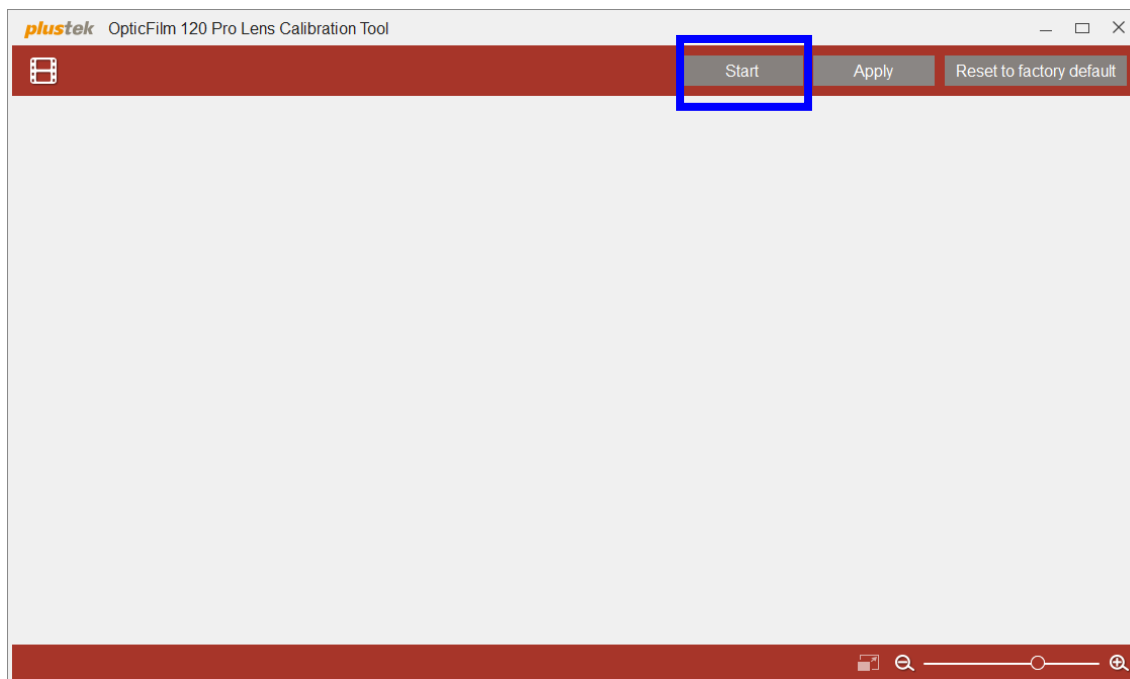 plustek OpticFilm 120 Pro Lens Calibration Tool
Start Apply Reset to factory default